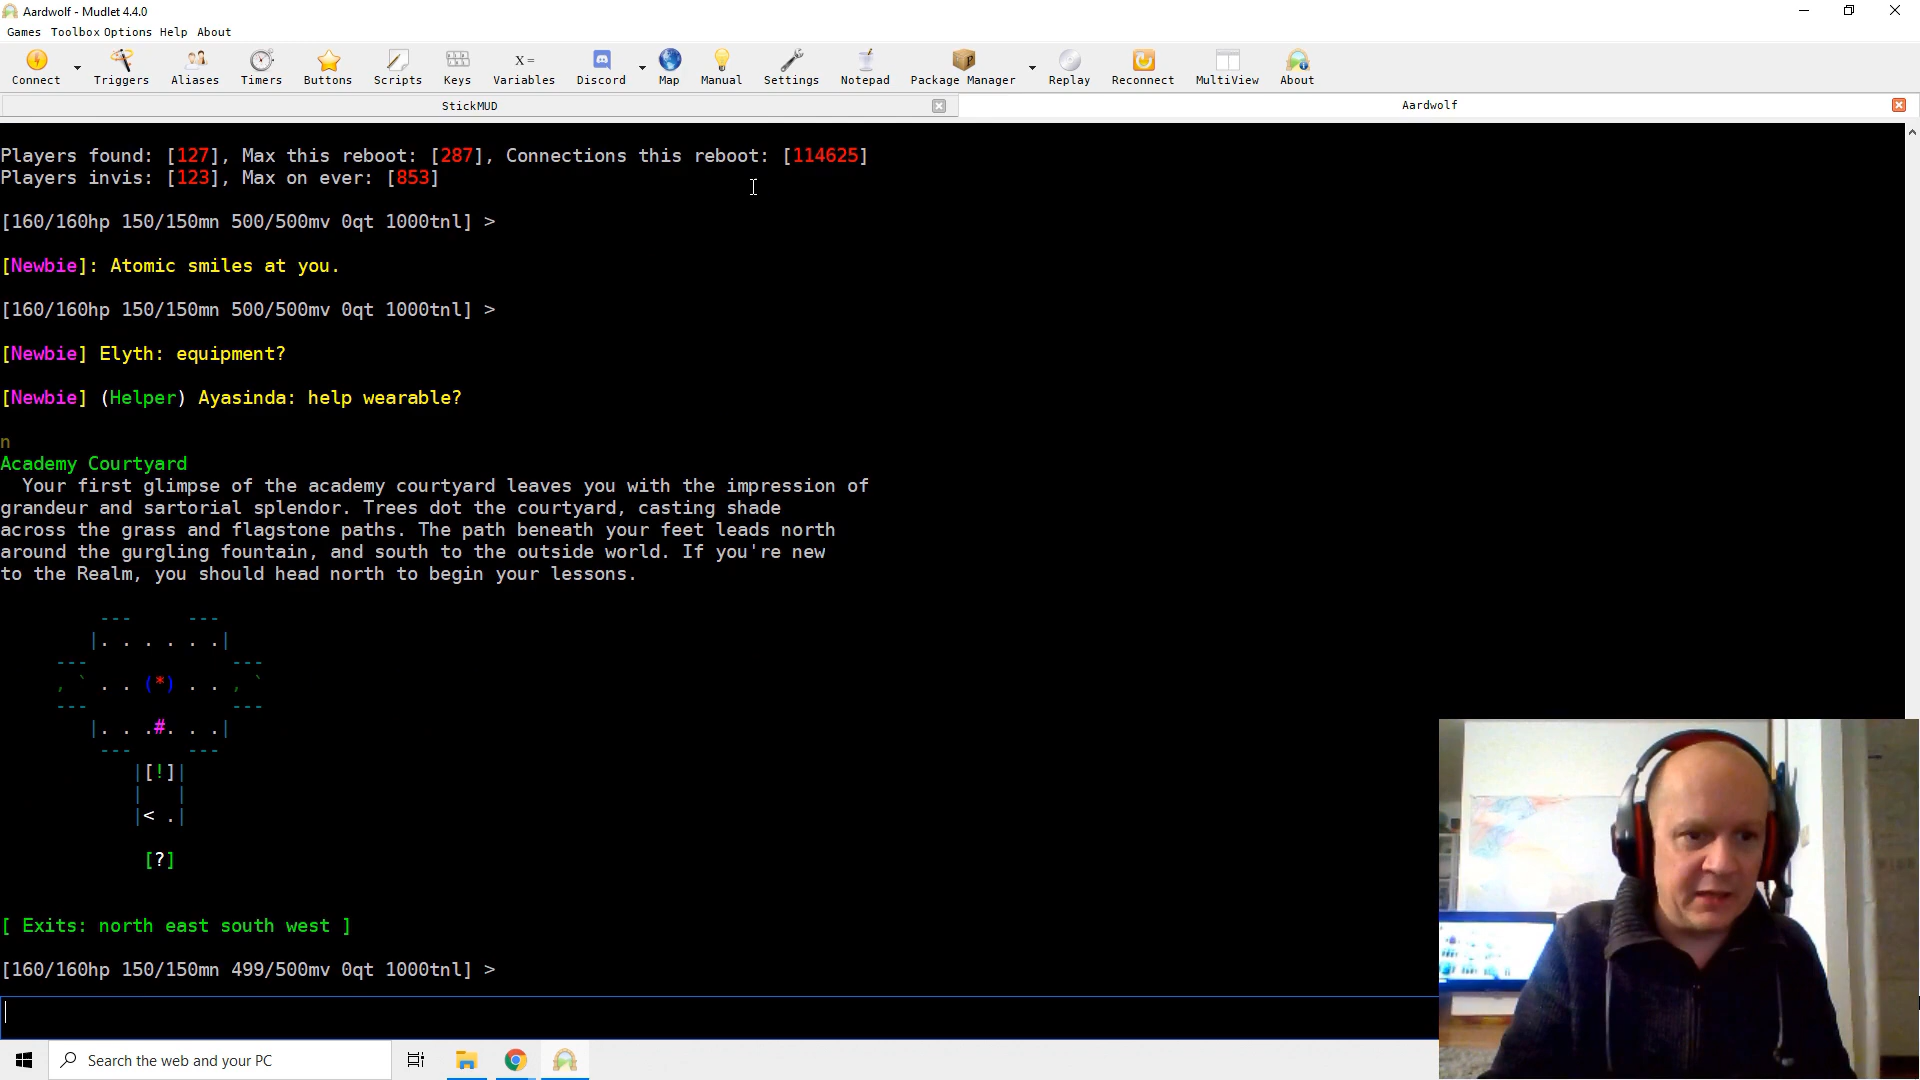 Aardwolf - Mudlet 4.4.0
Games Toolbox Options Help About
Connect Triggers Aliases Timers Buttons Scripts Keys Variables Discord Map Manual Settings Notepad Package Manager Replay Reconnect MultiView About
StickMUD Aardwolf
Players found: [127], Max this reboot: [287], Connections this reboot: [114625]
Players invis: [123], Max on ever: [853]
[160/160hp 150/150mn 500/500mv 0qt 1000tnl] >
[Newbie]: Atomic smiles at you.
[160/160hp 150/150mn 500/500mv 0qt 1000tnl] >
[Newbie] Elyth: equipment?
[Newbie] (Helper) Ayasinda: help wearable?
n
Academy Courtyard
Your first glimpse of the academy courtyard leaves you with the impression of
grandeur and sartorial splendor. Trees dot the courtyard, casting shade
across the grass and flagstone paths. The path beneath your feet leads north
around the gurgling fountain, and south to the outside world. If you're new
to the Realm, you should head north to begin your lessons.
--- ---
|. . . . . .|
--- ---
, ` . . (*) . . , `
--- ---
|. . .#. . .|
--- ---
|[!]|
| |
|< .|
[?]
[ Exits: north east south west ]
[160/160hp 150/150mn 499/500mv 0qt 1000tnl] >
Search the web and your PC